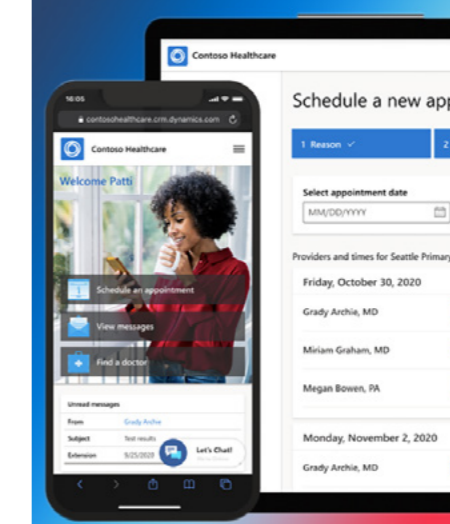 Contoso Healthcare
Schedule a new app
1 Reason
2
Select appointment date
MM/DD/YYYY
Providers and times for Seattle Primary
Friday, October 30, 2020
Grady Archie, MD
Miriam Graham, MD
Megan Bowen, PA
Monday, November 2, 2020
Grady Archie, MD
16:05
contosohealthcare.crm.dynamics.com
Contoso Healthcare
Welcome Patti
Schedule an appointment
View messages
Find a doctor
Unread messages
From Grady Archie
Subject Test results
Extension 9/25/2020
Let's Chat!